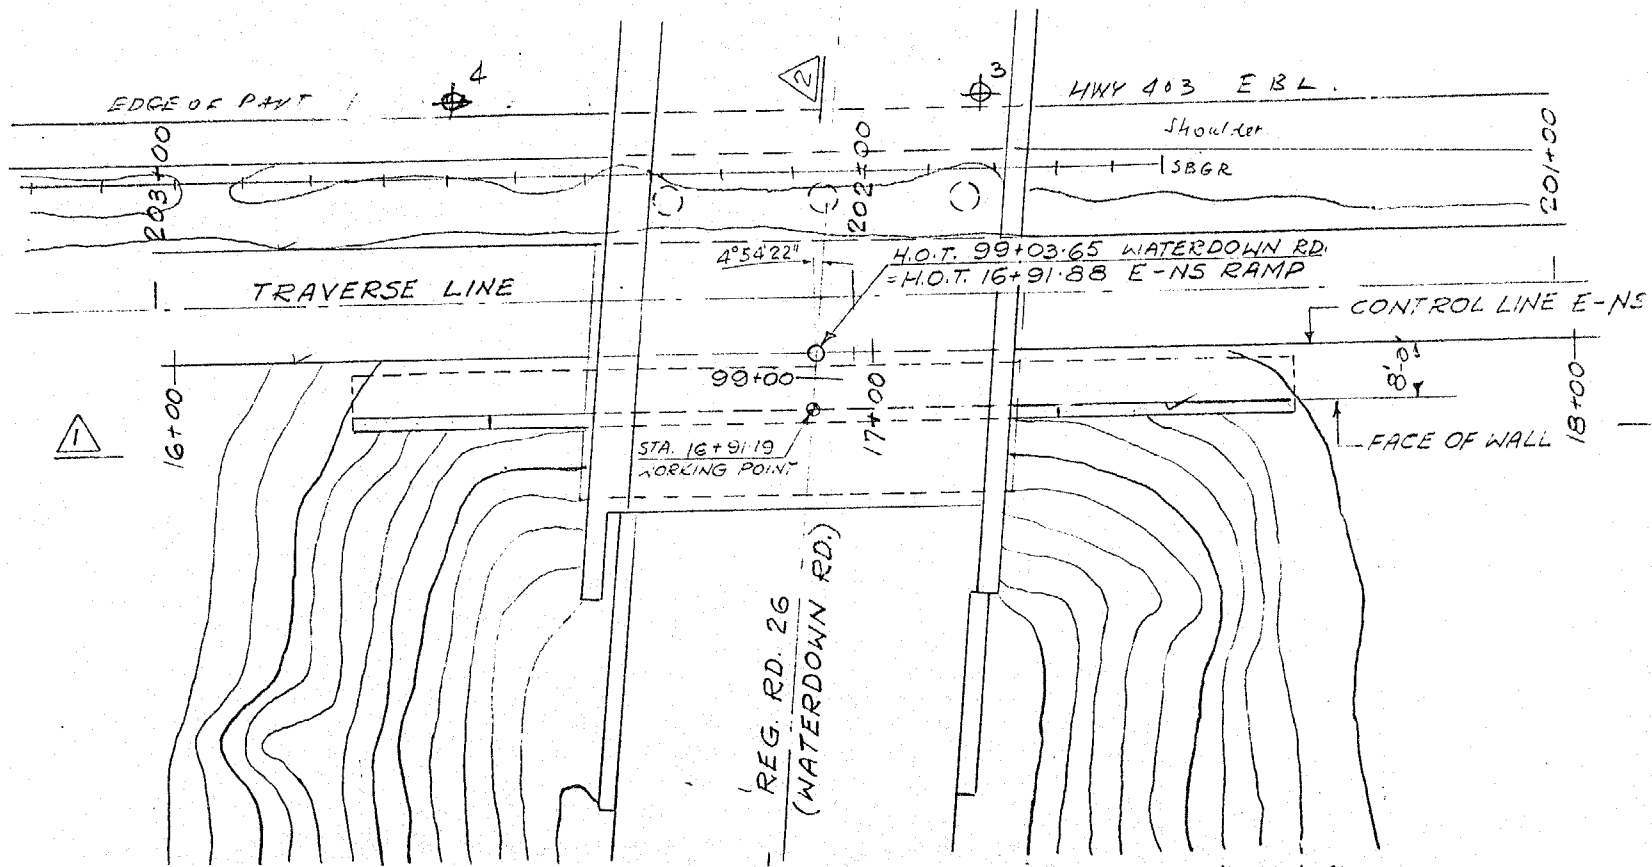 4
2
3
EDGE OF PAVT
HWY 403 E B L.
Shoulder
203+00
202+00
201+00
SBGR
4°54'22"
H.O.T. 99+03.65 WATERDOWN RD.
=H.O.T. 16+91.88 E-NS RAMP
TRAVERSE LINE
CONTROL LINE E-NS
99+00
8'-0"
1
16+00
17+00
18+00
STA. 16+91.19
WORKING POINT
FACE OF WALL
REG. RD. 26
(WATERDOWN RD.)